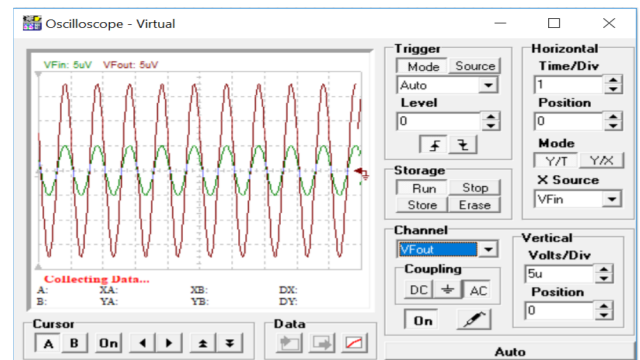 Oscilloscope - Virtual
VFin: 5uV VFout: 5uV
Collecting Data...
A: XA: XB: DX:
B: YA: YB: DY:
Cursor
A B On
Data
Trigger
Mode Source
Auto
Level
0
Storage
Run Stop
Store Erase
Channel
VFout
Coupling
DC AC
On
Horizontal
Time/Div
1
Position
0
Mode
Y/T Y/X
X Source
VFin
Vertical
Volts/Div
5u
Position
0
Auto